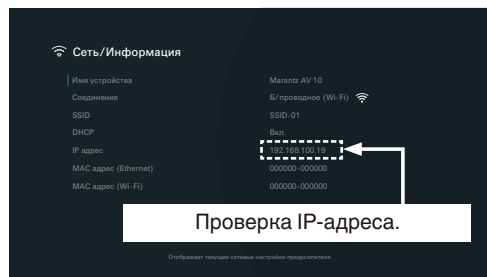 Сеть/Информация
Имя устройства Marantz AV 10
Соединение Б/проводное (Wi-Fi)
SSID SSID-01
DHCP Вкл.
IP адрес 192.168.100.19
MAC адрес (Ethernet) 000000-000000
MAC адрес (Wi-Fi) 000000-000000
Проверка IP-адреса.
Отображает текущие сетевые настройки предусилителя.